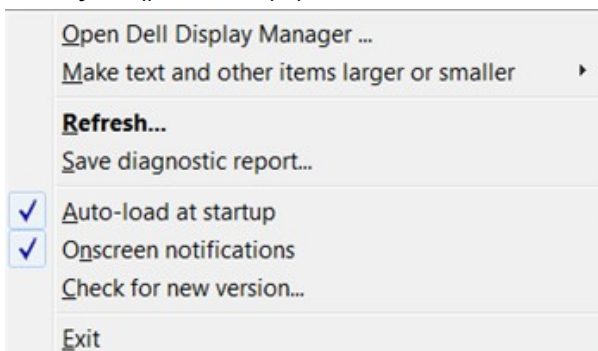 Open Dell Display Manager ...
Make text and other items larger or smaller
Refresh...
Save diagnostic report...
Auto-load at startup
Onscreen notifications
Check for new version...
Exit